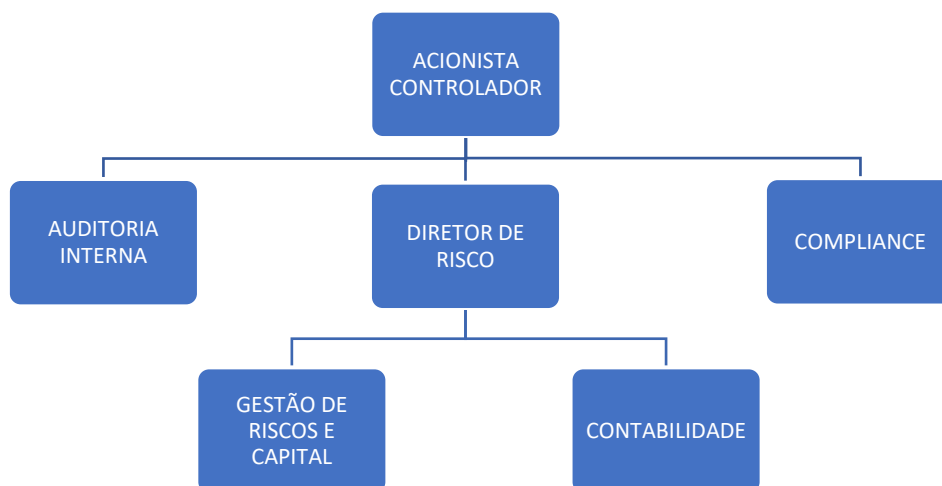 ACIONISTA
CONTROLADOR
AUDITORIA
INTERNA
DIRETOR DE
RISCO
COMPLIANCE
GESTÃO DE
RISCOS E
CAPITAL
CONTABILIDADE